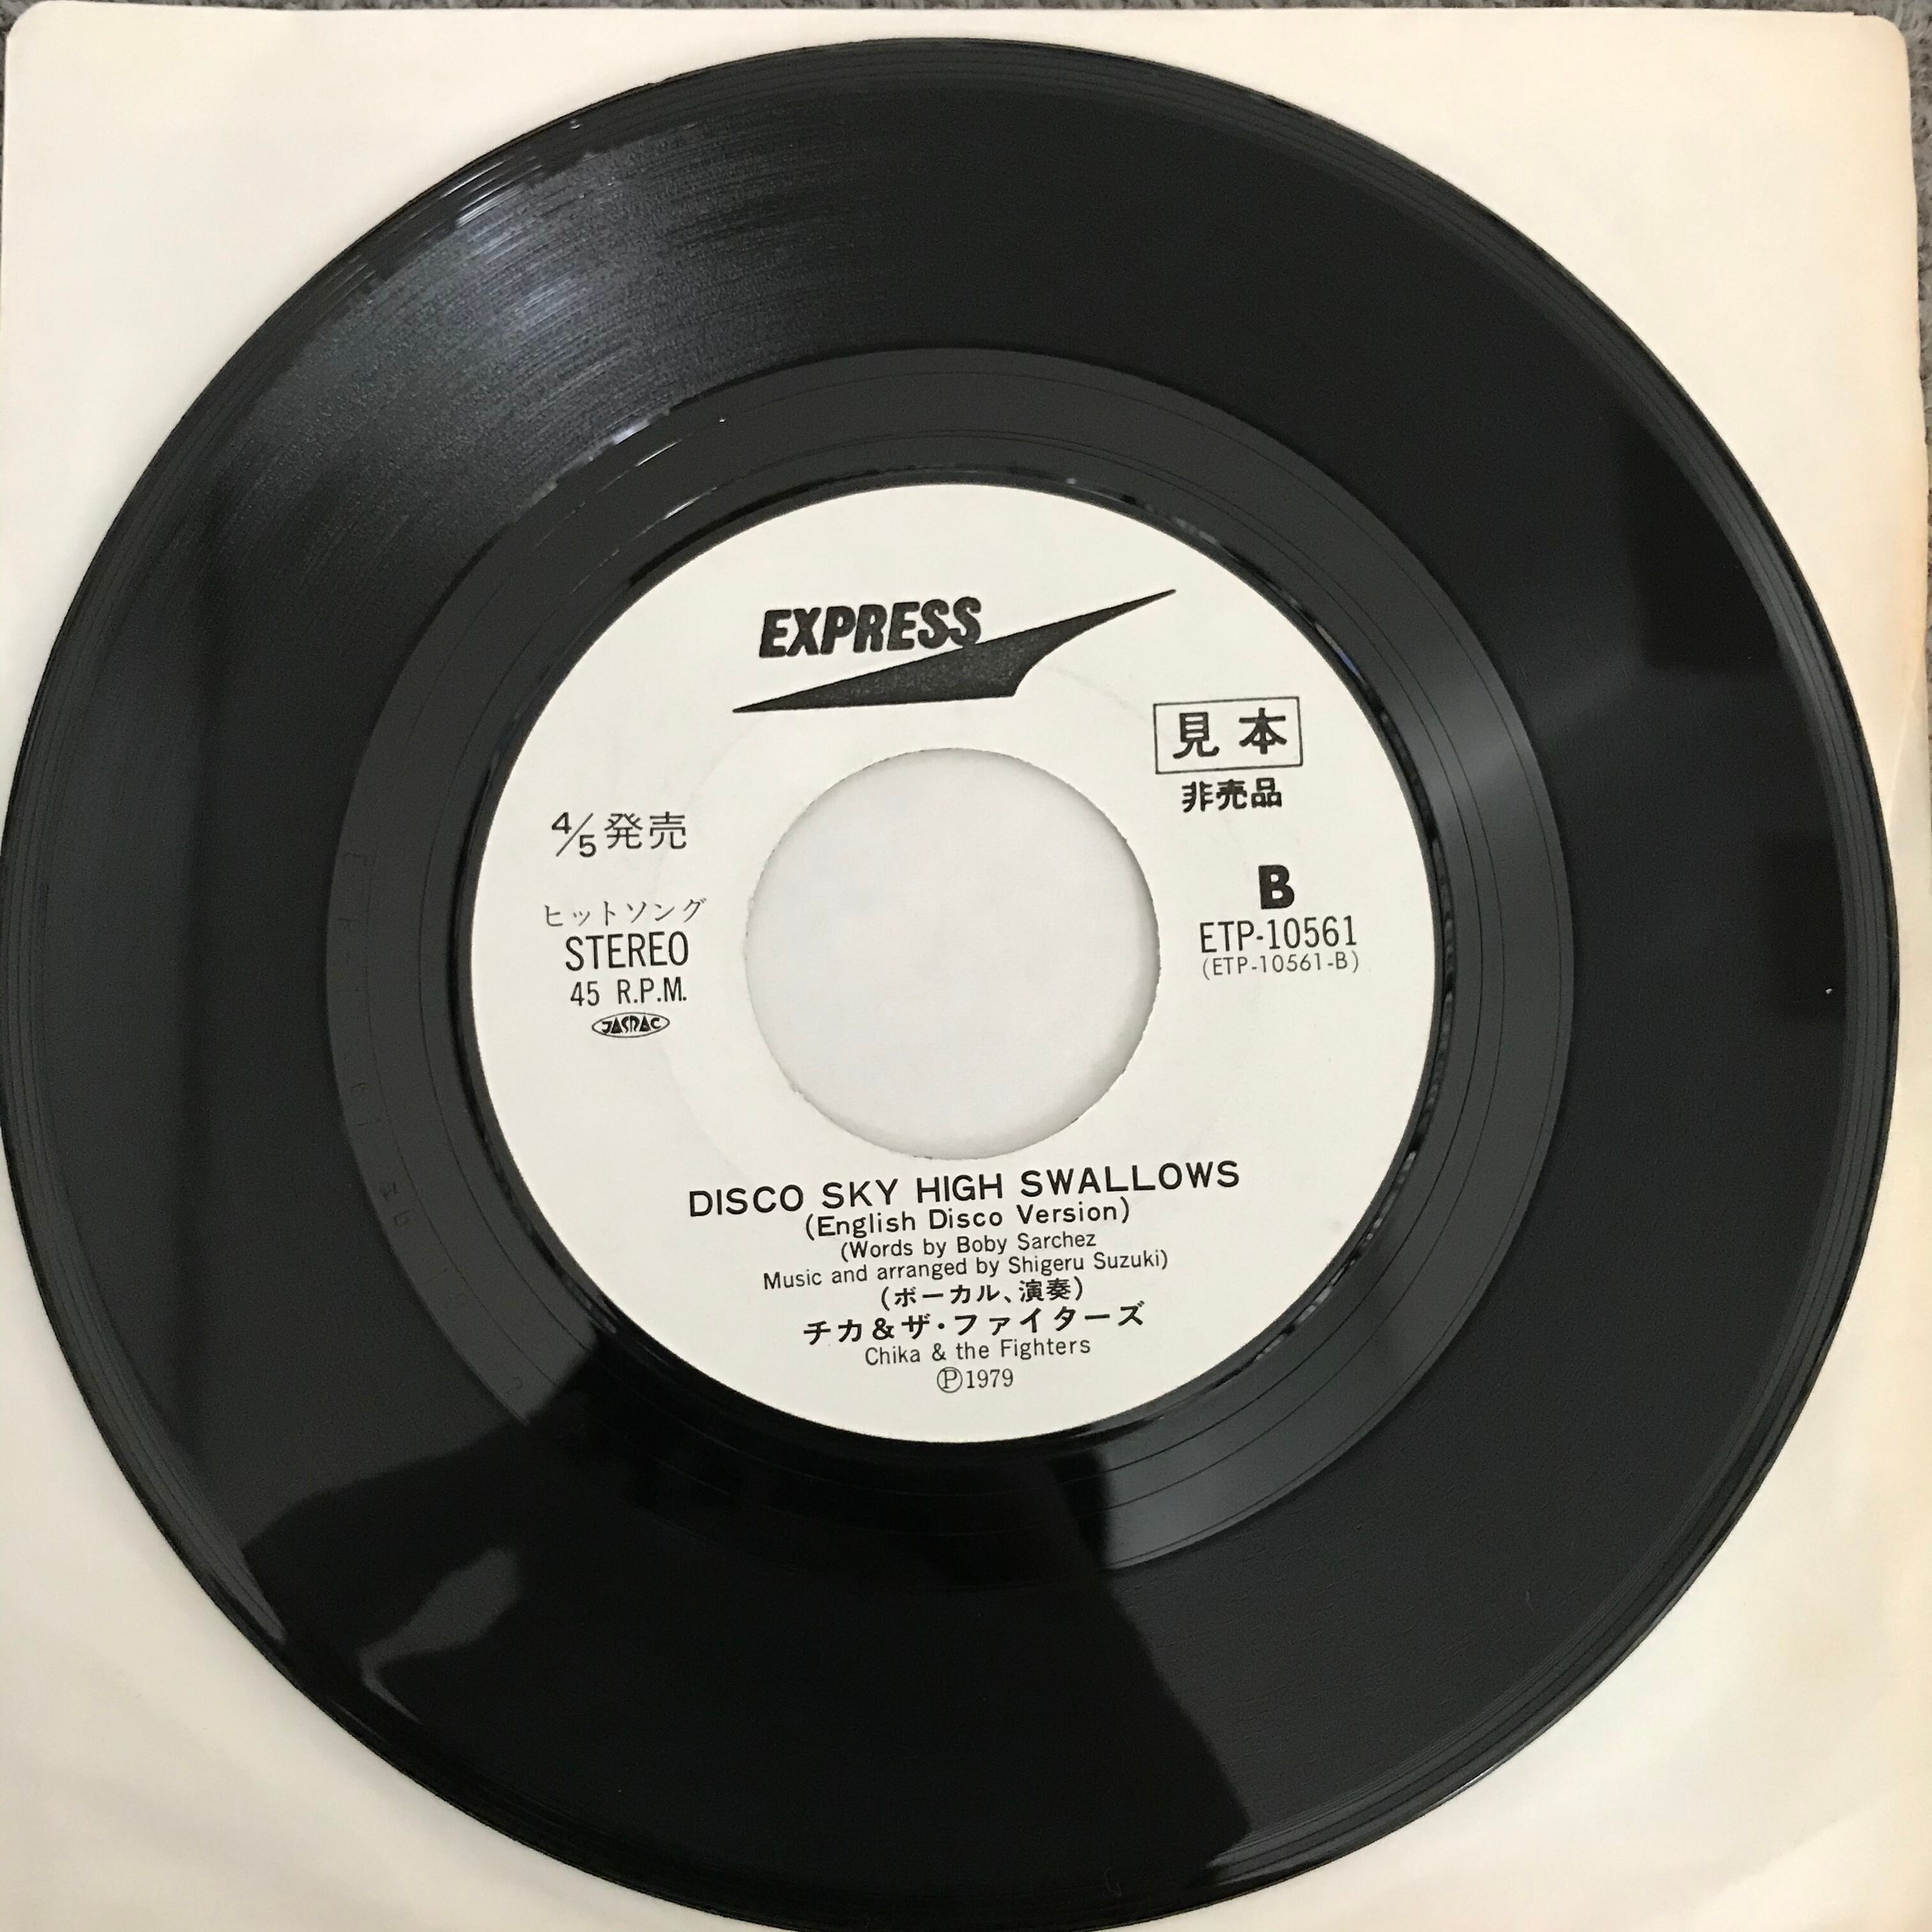 EXPRESS
見本
非売品
4/5発売
ヒットソング
STEREO
45 R.P.M.
JASRAC
B
ETP-10561
(ETP-10561-B)
DISCO SKY HIGH SWALLOWS
(English Disco Version)
(Words by Boby Sarchez
Music and arranged by Shigeru Suzuki)
(ボーカル、演奏)
チカ&ザ・ファイターズ
Chika & the Fighters
Ⓟ1979